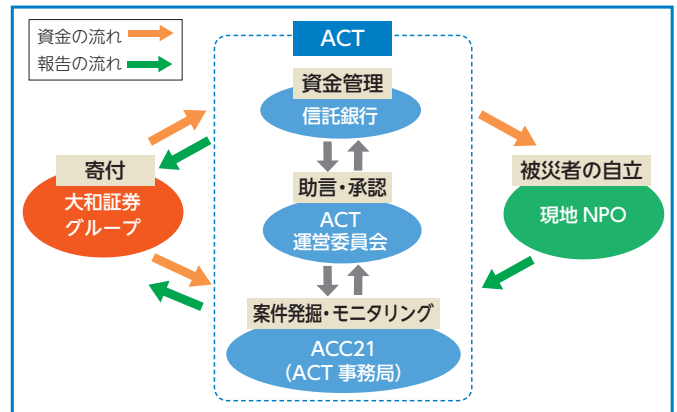 資金の流れ
報告の流れ
ACT
資金管理
信託銀行
寄付
大和証券
グループ
助言・承認
ACT
運営委員会
被災者の自立
現地 NPO
案件発掘・モニタリング
ACC21
（ACT 事務局）